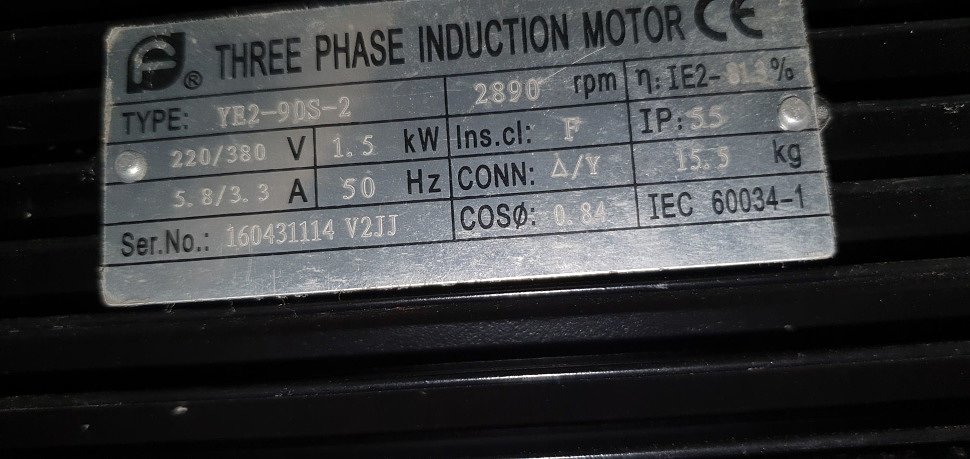 ® THREE PHASE INDUCTION MOTOR CE
TYPE: YE2-90S-2 2890 rpm η: IE2-81.3%
220/380 V 1.5 kW Ins.cl: F IP: 55
5.8/3.3 A 50 Hz CONN: Δ/Y 15.5 kg
Ser.No.: 160431114 V2JJ COSØ: 0.84 IEC 60034-1